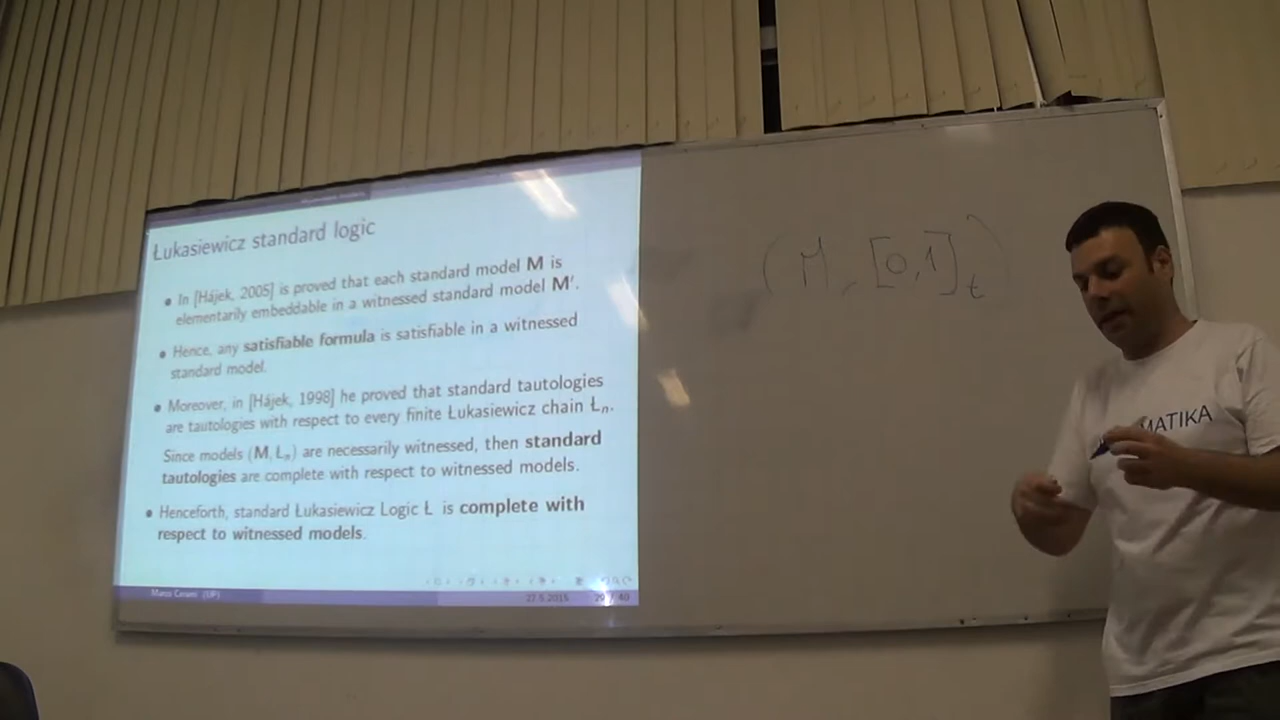 Łukasiewicz standard logic
In [Hájek, 2005] is proved that each standard model M is
elementarily embeddable in a witnessed standard model M′.
Hence, any satisfiable formula is satisfiable in a witnessed
standard model.
Moreover, in [Hájek, 1998] he proved that standard tautologies
are tautologies with respect to every finite Łukasiewicz chain Łn.
Since models (M, Łn) are necessarily witnessed, then standard
tautologies are complete with respect to witnessed models.
Henceforth, standard Łukasiewicz Logic Ł is complete with
respect to witnessed models.
(UP) 27.5.2015 / 40
(M, [0,1]t)
MATIKA